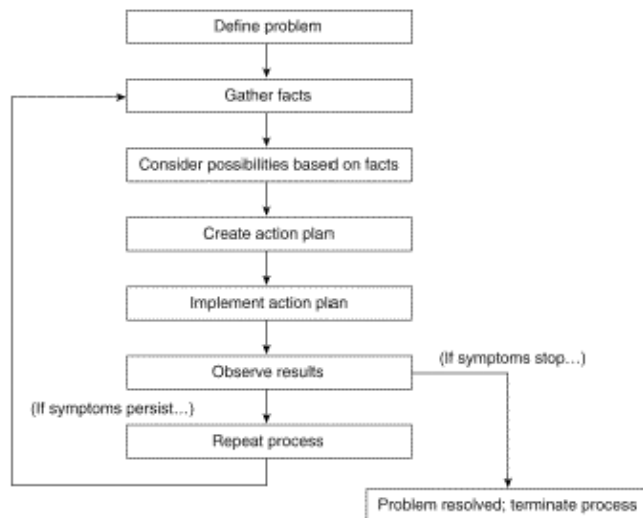 Define problem
Gather facts
Consider possibilities based on facts
Create action plan
Implement action plan
Observe results
(If symptoms stop…)
(If symptoms persist…)
Repeat process
Problem resolved; terminate process